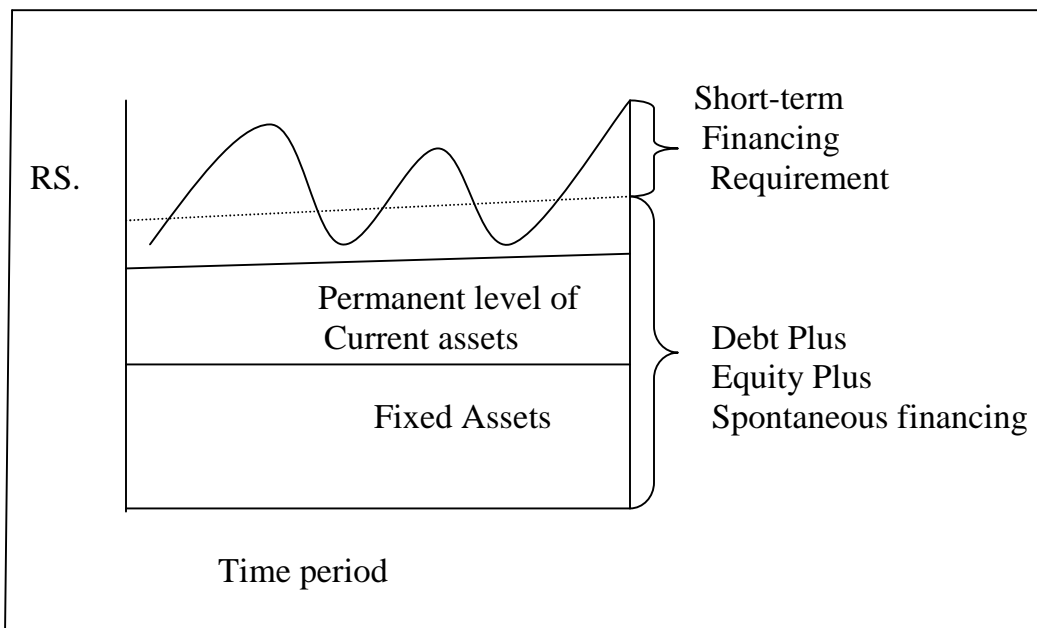 Short-term
Financing
Requirement
RS.
Permanent level of
Current assets
Debt Plus
Equity Plus
Spontaneous financing
Fixed Assets
Time period